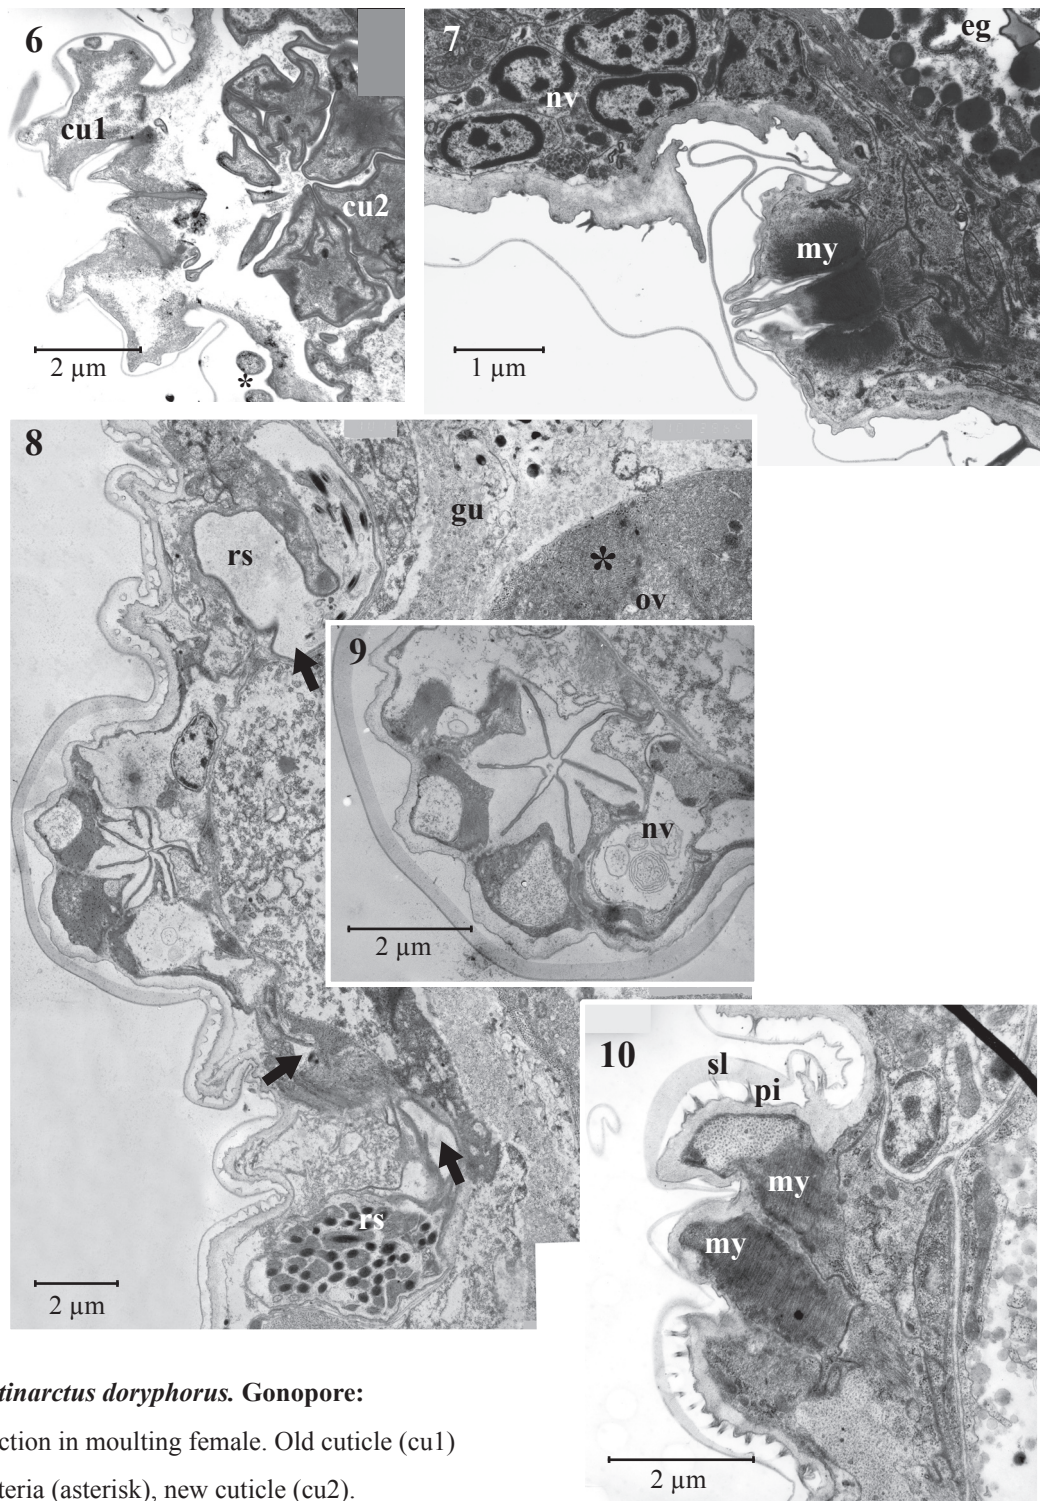 6
cu1
cu2
2 µm
*
7
nv
eg
my
1 µm
8
rs
gu
*
ov
rs
2 µm
9
nv
2 µm
10
sl
pi
my
my
2 µm
tinarctus doryphorus. Gonopore:
ction in moulting female. Old cuticle (cu1)
teria (asterisk), new cuticle (cu2).